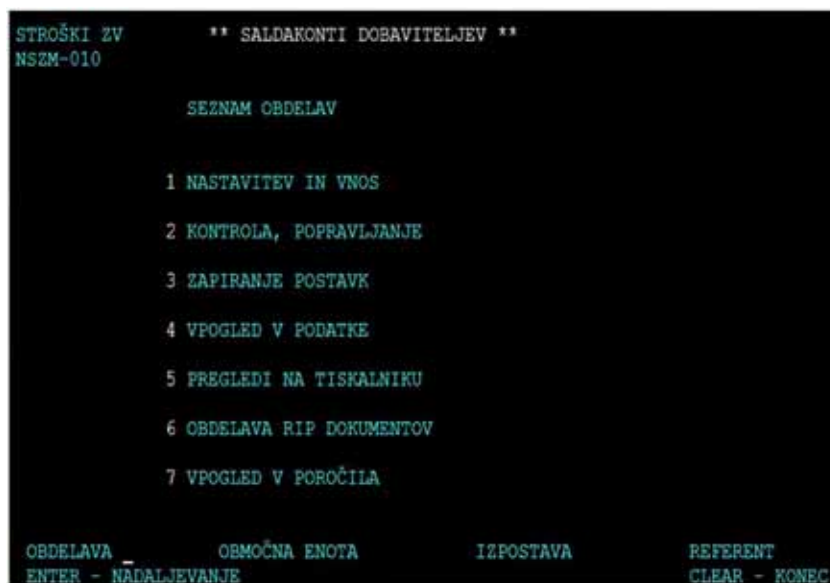 STROŠKI ZV ** SALDAKONTI DOBAVITELJEV **
NSZM-010
SEZNAM OBDELAV
1 NASTAVITEV IN VNOS
2 KONTROLA, POPRAVLJANJE
3 ZAPIRANJE POSTAVK
4 VPOGLED V PODATKE
5 PREGLEDI NA TISKALNIKU
6 OBDELAVA RIP DOKUMENTOV
7 VPOGLED V POROČILA
OBDELAVA _ OBMOČNA ENOTA IZPOSTAVA REFERENT
ENTER - NADALJEVANJE CLEAR - KONEC